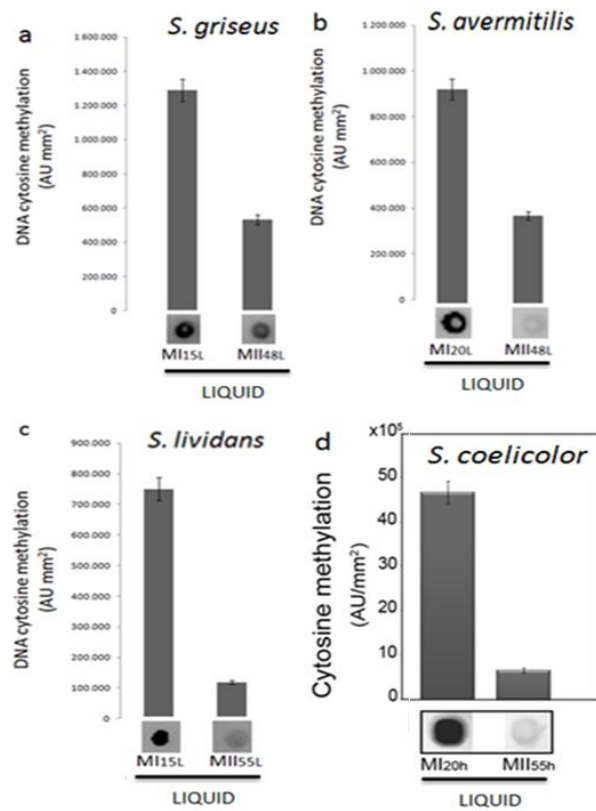 a
S. griseus
DNA cytosine methylation
(AU mm²)
1.600.000
1.400.000
1.200.000
1.000.000
800.000
600.000
400.000
200.000
0
MI15L MII48L
LIQUID
b
S. avermitilis
DNA cytosine methylation
(AU mm²)
1.000.000
800.000
600.000
400.000
200.000
0
MI20L MII48L
LIQUID
c
S. lividans
DNA cytosine methylation
(AU mm²)
900.000
800.000
700.000
600.000
500.000
400.000
300.000
200.000
100.000
0
MI15L MII55L
LIQUID
d
x10⁵
S. coelicolor
Cytosine methylation
(AU/mm²)
50
40
30
20
10
0
MI20h MII55h
LIQUID